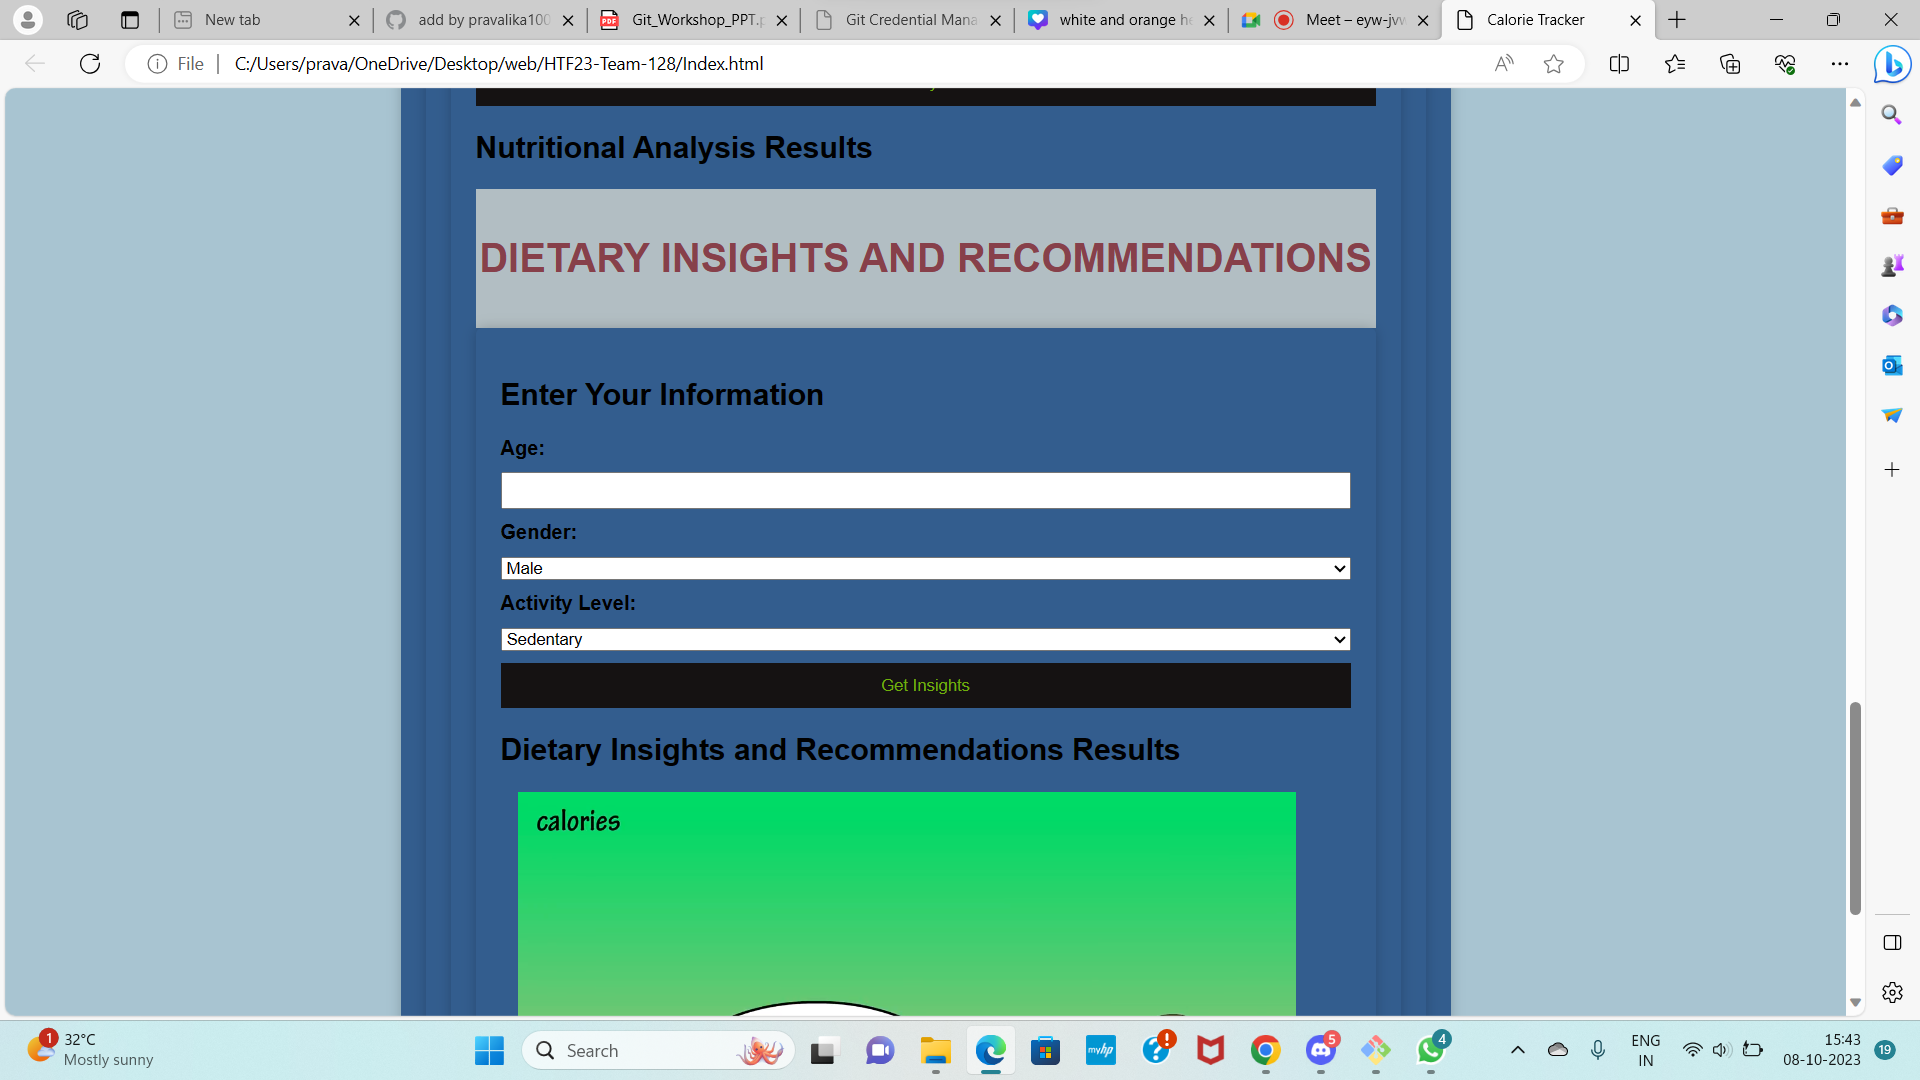 New tab
add by pravalika100
Git_Workshop_PPT.p
Git Credential Mana
white and orange he
Meet – eyw-jvw
Calorie Tracker
File
C:/Users/prava/OneDrive/Desktop/web/HTF23-Team-128/Index.html
Nutritional Analysis Results
DIETARY INSIGHTS AND RECOMMENDATIONS
Enter Your Information
Age:
Gender:
Male
Activity Level:
Sedentary
Get Insights
Dietary Insights and Recommendations Results
calories
1
32°C
Mostly sunny
Search
myhp
5
4
ENG
IN
15:43
08-10-2023
19